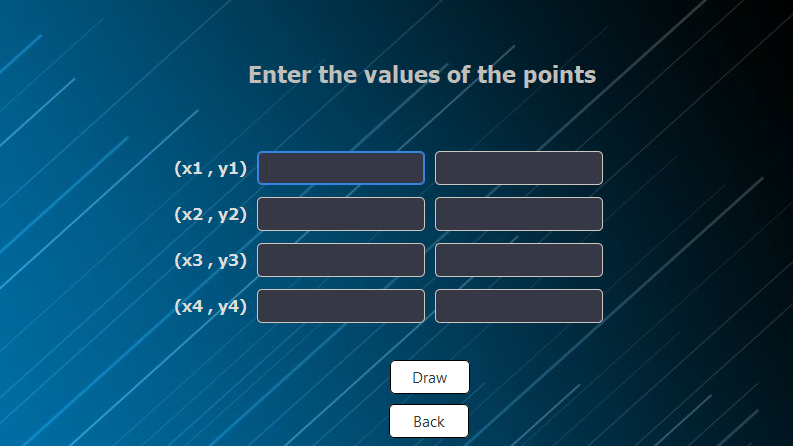 Enter the values of the points
(x1 , y1)
(x2 , y2)
(x3 , y3)
(x4 , y4)
Draw
Back